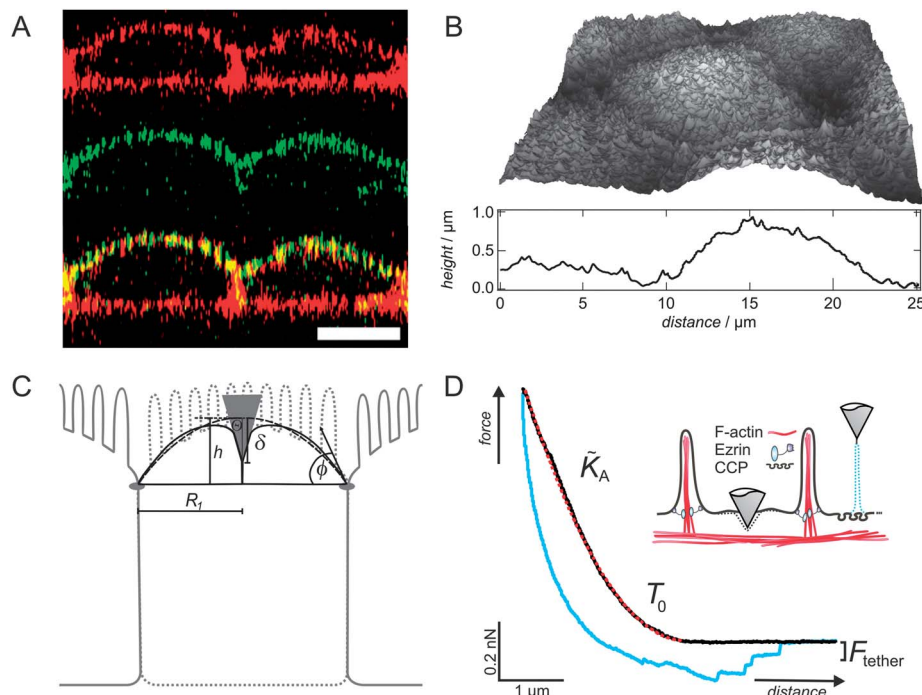 A
B
height / µm
1.0
0.5
0.0
0
5
10
15
20
25
distance / µm
C
h
δ
Θ
ϕ
R₁
D
force
F-actin
Ezrin
CCP
K̃A
T₀
Ftether
0.2 nN
1 µm
distance